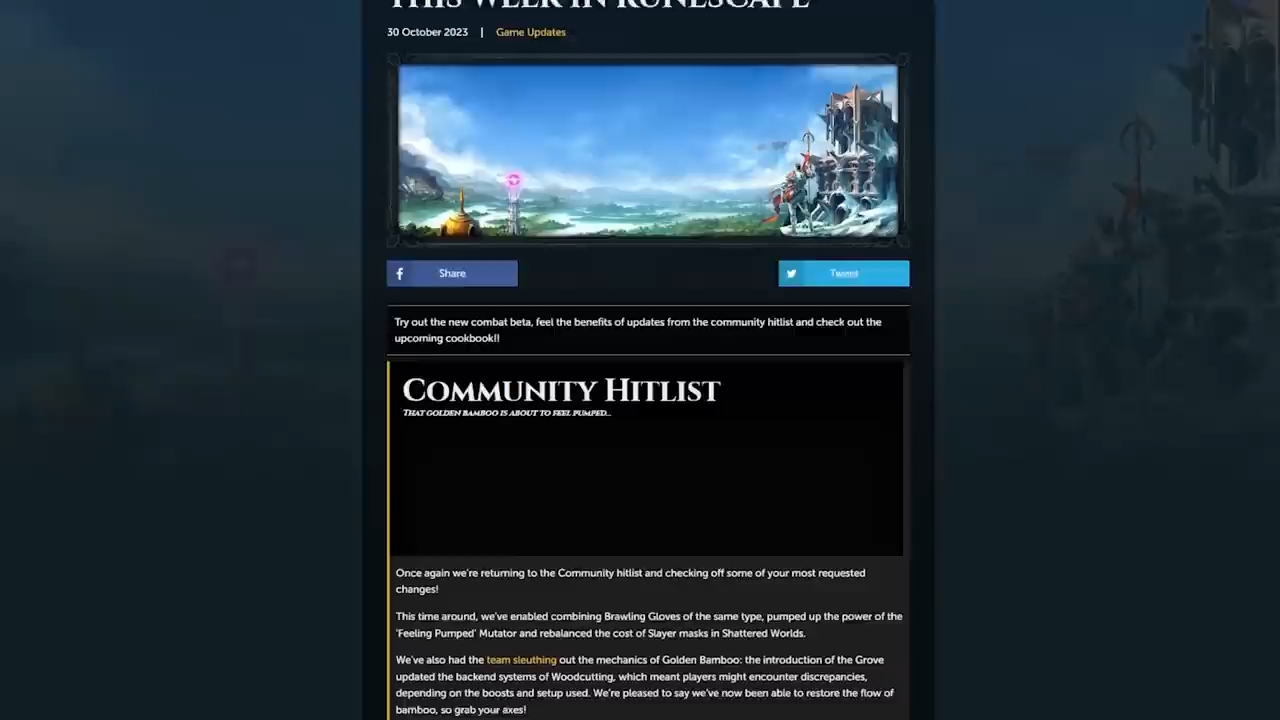 THIS WEEK IN RUNESCAPE
30 October 2023 | Game Updates
Share
Tweet
Try out the new combat beta, feel the benefits of updates from the community hitlist and check out the
upcoming cookbook!!
COMMUNITY HITLIST
THAT GOLDEN BAMBOO IS ABOUT TO FEEL PUMPED...
Once again we're returning to the Community hitlist and checking off some of your most requested
changes!
This time around, we've enabled combining Brawling Gloves of the same type, pumped up the power of the
'Feeling Pumped' Mutator and rebalanced the cost of Slayer masks in Shattered Worlds.
We've also had the team sleuthing out the mechanics of Golden Bamboo: the introduction of the Grove
updated the backend systems of Woodcutting, which meant players might encounter discrepancies,
depending on the boosts and setup used. We're pleased to say we've now been able to restore the flow of
bamboo, so grab your axes!